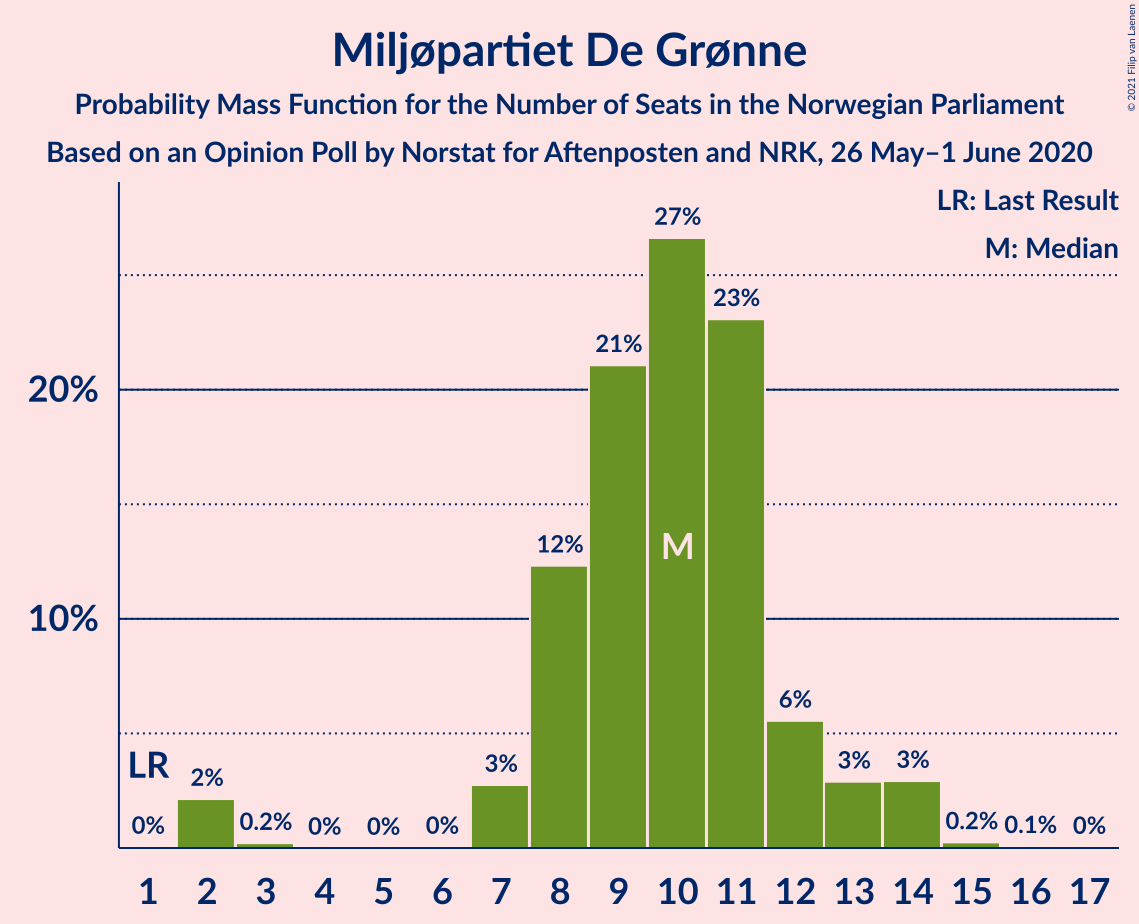 Miljøpartiet De Grønne
Probability Mass Function for the Number of Seats in the Norwegian Parliament
Based on an Opinion Poll by Norstat for Aftenposten and NRK, 26 May–1 June 2020
© 2021 Filip van Laenen
LR: Last Result
M: Median
27%
23%
21%
20%
12%
M
10%
6%
LR
2%
3%
3%
3%
0%
0.2%
0%
0%
0%
0.2%
0.1%
0%
1 2 3 4 5 6 7 8 9 10 11 12 13 14 15 16 17